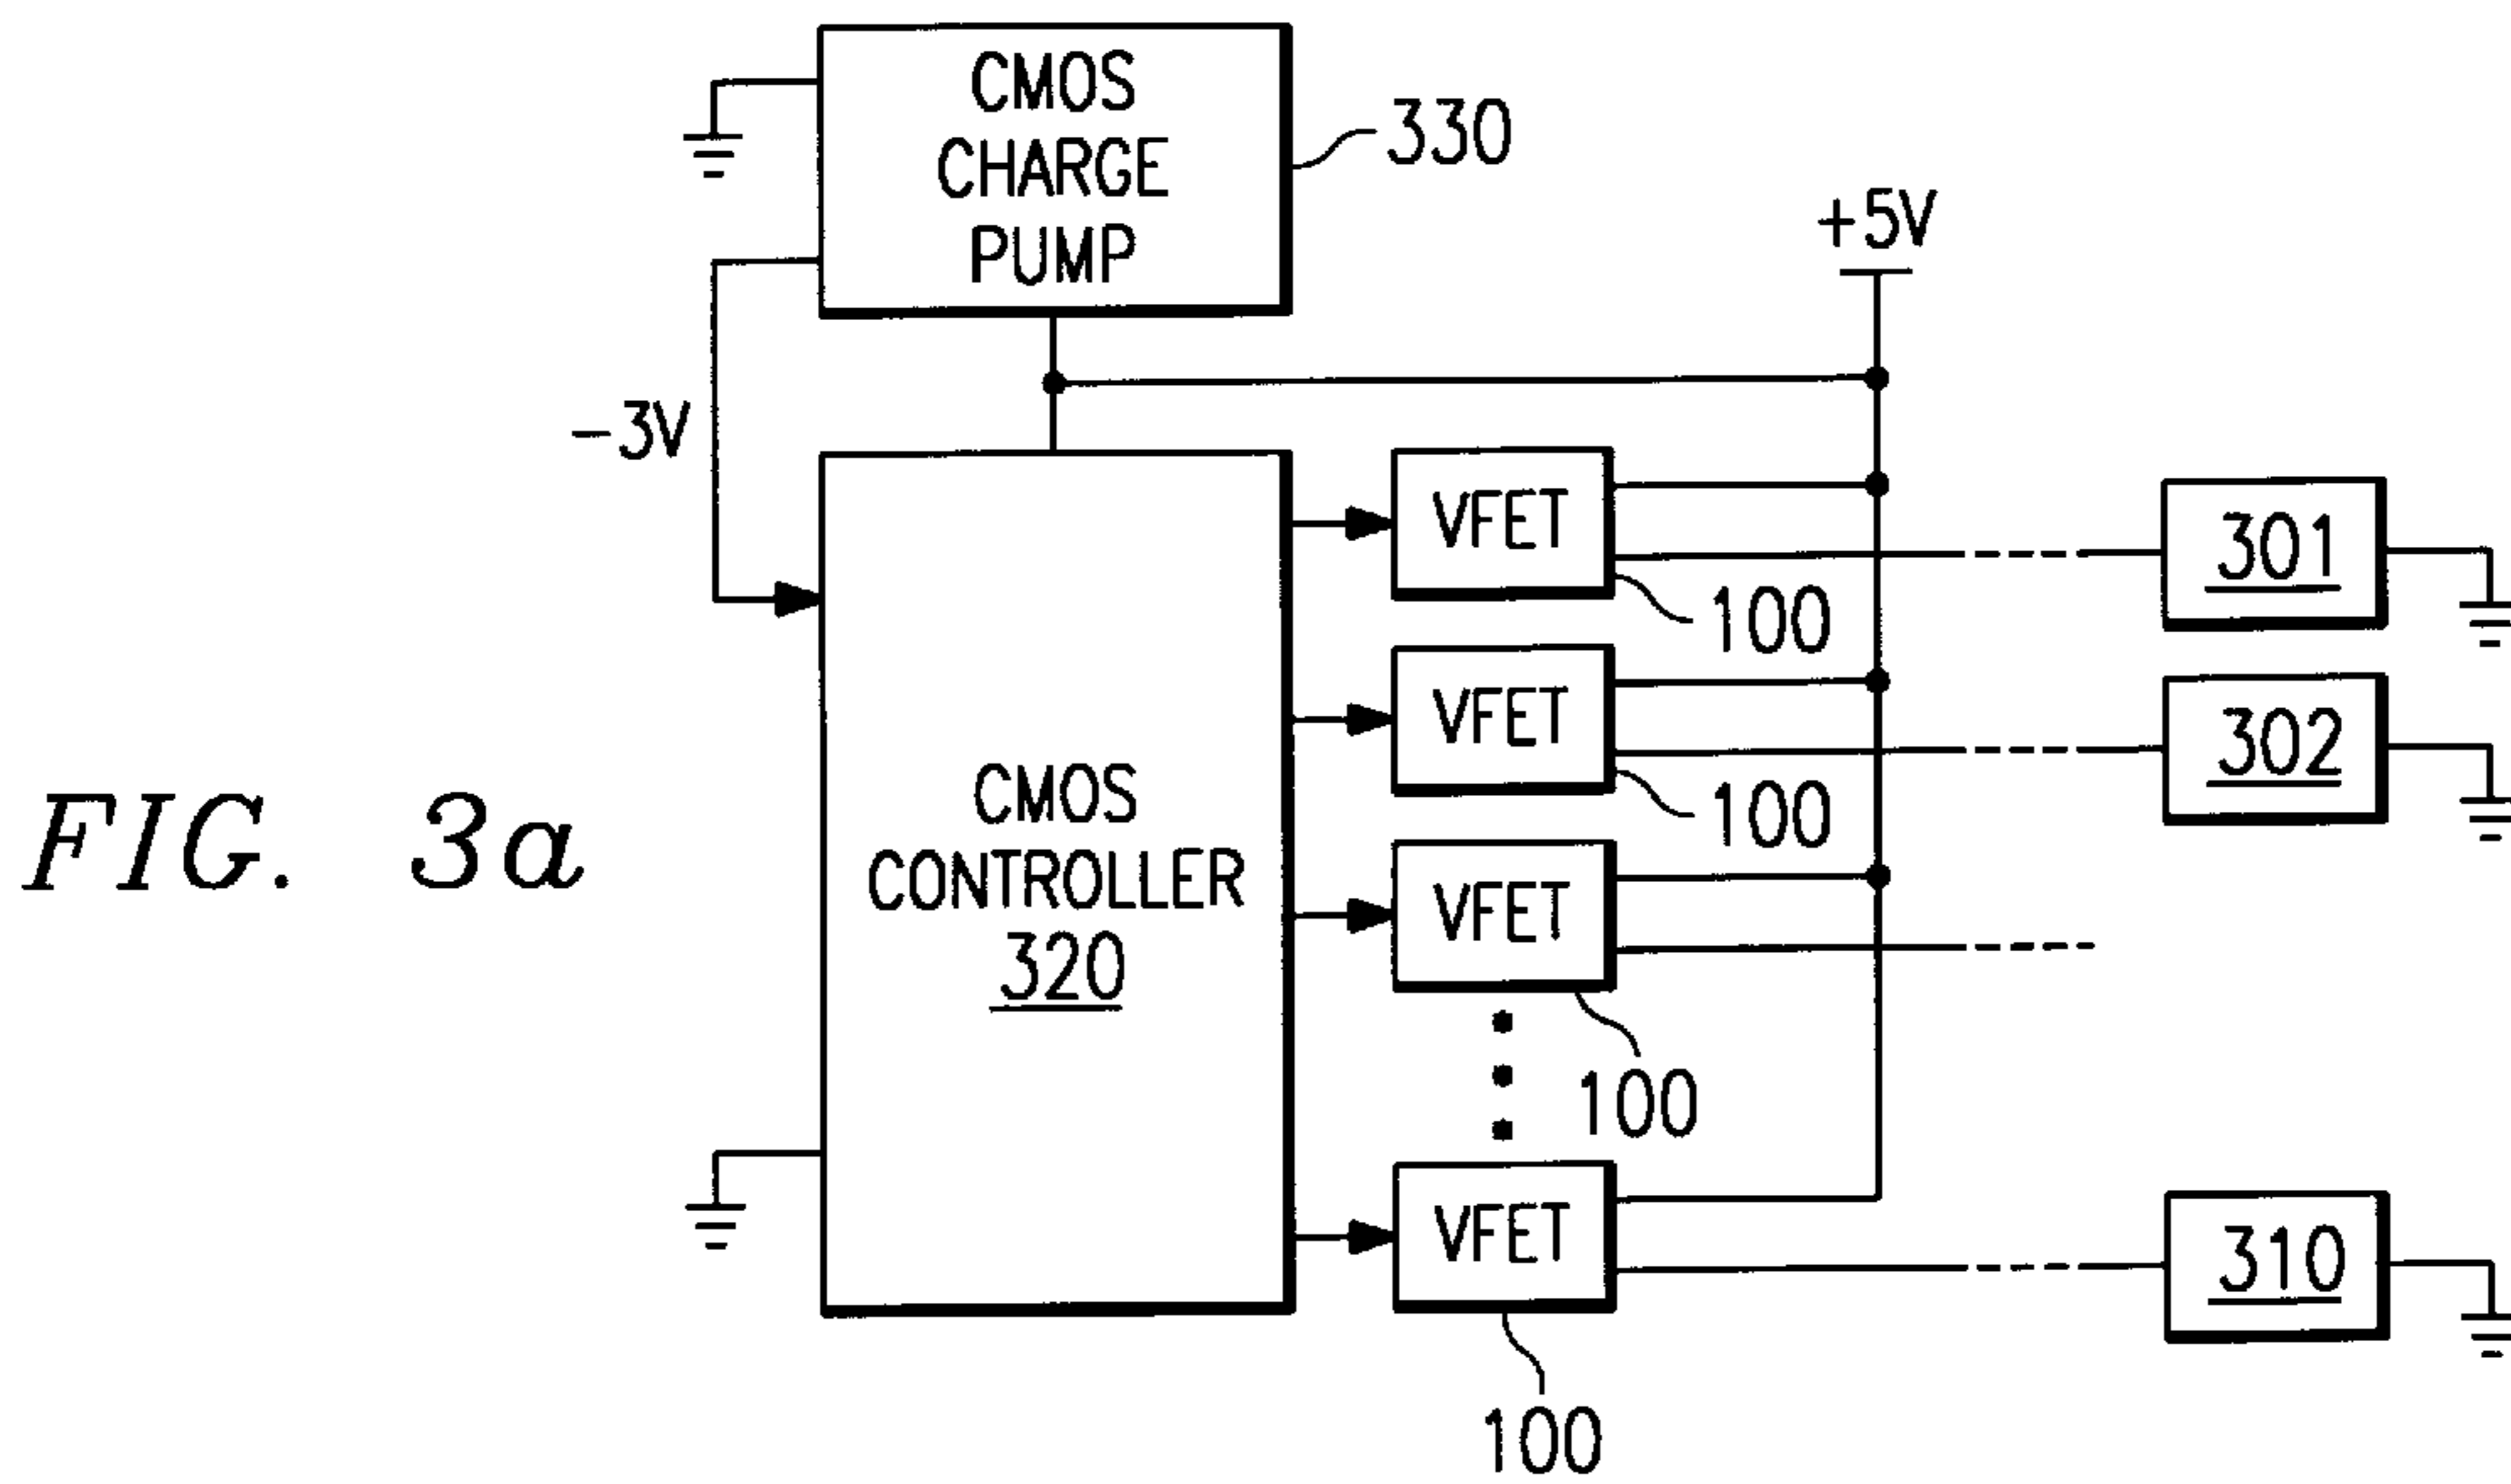 CMOS
CHARGE
PUMP
330
+5V
-3V
VFET
301
100
VFET
302
100
CMOS
CONTROLLER
320
VFET
100
FIG. 3a
VFET
310
100